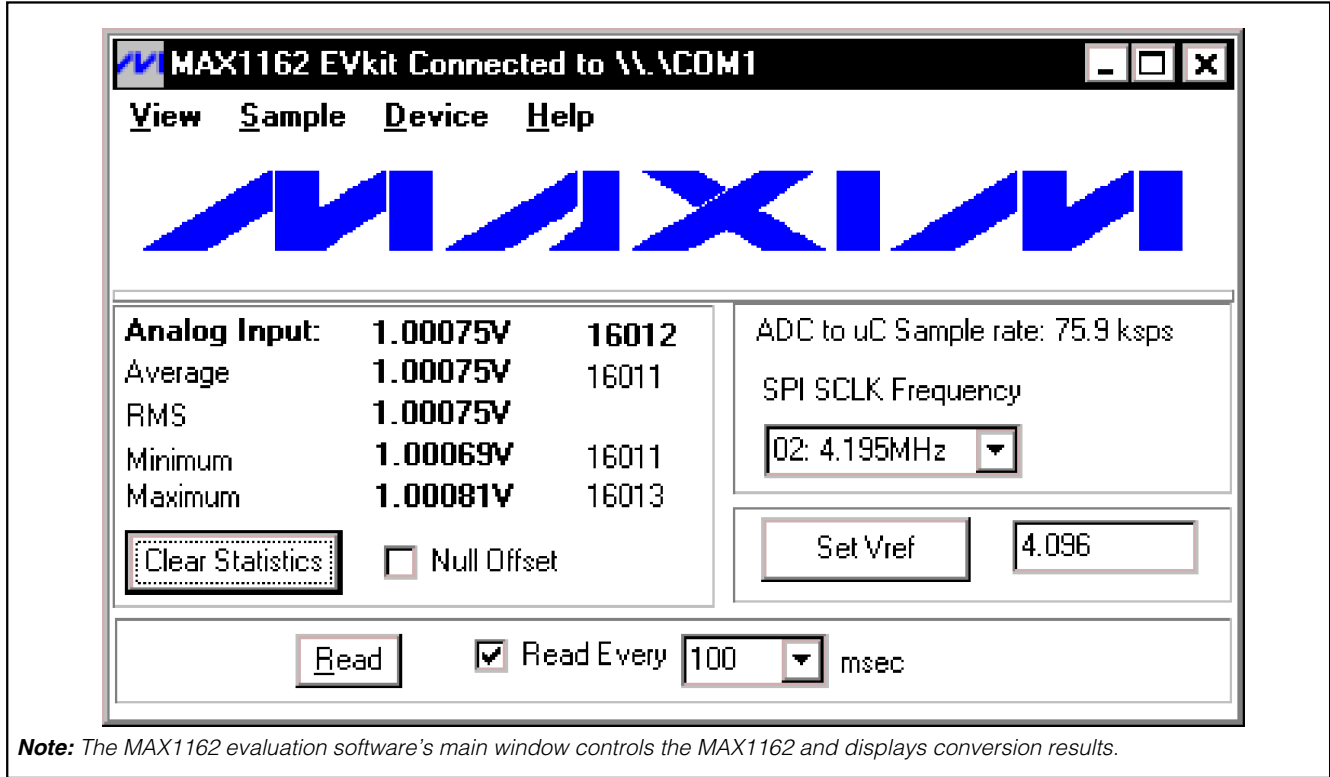 MAX1162 EVkit Connected to \\.\COM1
View Sample Device Help
MAXIM
Analog Input: 1.00075V 16012
Average 1.00075V 16011
RMS 1.00075V
Minimum 1.00069V 16011
Maximum 1.00081V 16013
Clear Statistics Null Offset
ADC to uC Sample rate: 75.9 ksps
SPI SCLK Frequency
02: 4.195MHz
Set Vref 4.096
Read Read Every 100 msec
Note: The MAX1162 evaluation software's main window controls the MAX1162 and displays conversion results.